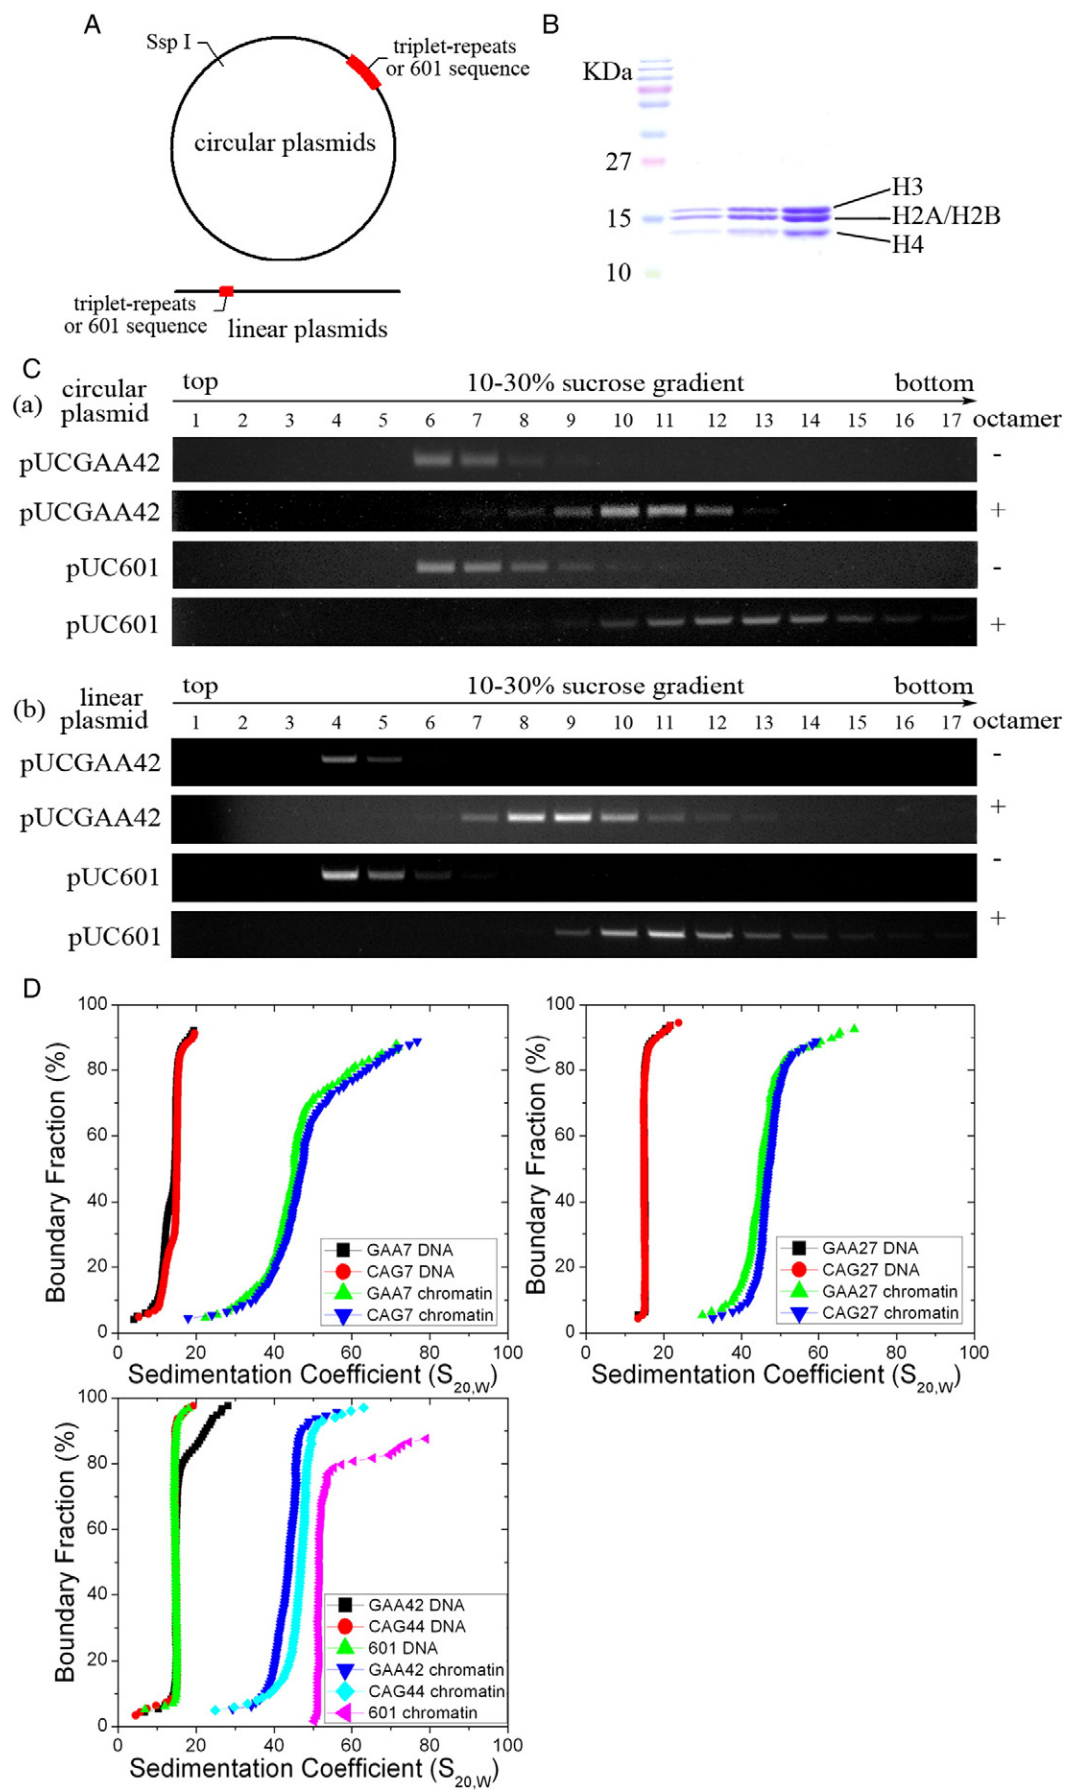 A
Ssp I
triplet-repeats
or 601 sequence
circular plasmids
triplet-repeats
or 601 sequence
linear plasmids
B
KDa
27
15
10
H3
H2A/H2B
H4
C
(a)
circular
plasmid
top
10-30% sucrose gradient
bottom
1 2 3 4 5 6 7 8 9 10 11 12 13 14 15 16 17
octamer
pUCGAA42 -
pUCGAA42 +
pUC601 -
pUC601 +
(b)
linear
plasmid
top
10-30% sucrose gradient
bottom
1 2 3 4 5 6 7 8 9 10 11 12 13 14 15 16 17
octamer
pUCGAA42 -
pUCGAA42 +
pUC601 -
pUC601 +
D
Boundary Fraction (%)
100
80
60
40
20
0
0 20 40 60 80 100
Sedimentation Coefficient (S20,W)
GAA7 DNA
CAG7 DNA
GAA7 chromatin
CAG7 chromatin
Boundary Fraction (%)
100
80
60
40
20
0
0 20 40 60 80 100
Sedimentation Coefficient (S20,W)
GAA27 DNA
CAG27 DNA
GAA27 chromatin
CAG27 chromatin
Boundary Fraction (%)
100
80
60
40
20
0
0 20 40 60 80 100
Sedimentation Coefficient (S20,W)
GAA42 DNA
CAG44 DNA
601 DNA
GAA42 chromatin
CAG44 chromatin
601 chromatin